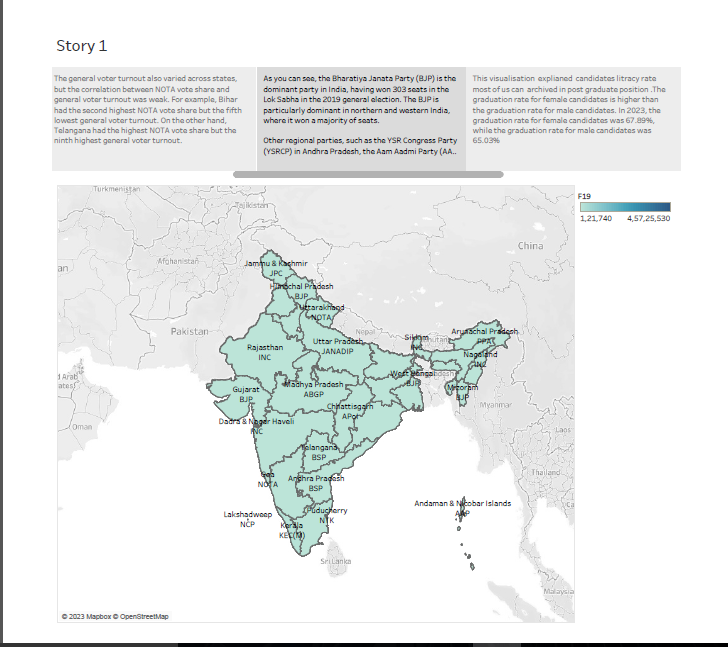 Story 1
The general voter turnout also varied across states,
but the correlation between NOTA vote share and
general voter turnout was weak. For example, Bihar
had the second highest NOTA vote share but the fifth
lowest general voter turnout. On the other hand,
Telangana had the highest NOTA vote share but the
ninth highest general voter turnout.
As you can see, the Bharatiya Janata Party (BJP) is the
dominant party in India, having won 303 seats in the
Lok Sabha in the 2019 general election. The BJP is
particularly dominant in northern and western India,
where it won a majority of seats.
Other regional parties, such as the YSR Congress Party
(YSRCP) in Andhra Pradesh, the Aam Aadmi Party (AA..
This visualisation explianed candidates litracy rate
most of us can archived in post graduate position .The
graduation rate for female candidates is higher than
the graduation rate for male candidates. In 2023, the
graduation rate for female candidates was 67.89%,
while the graduation rate for male candidates was
65.03%
F19
1,21,740 4,57,25,530
Turkmenistan
Tajikistan
China
Afghanistan
Jammu & Kashmir
JPC
Himachal Pradesh
BJP
Uttarakhand
NOTA
Pakistan
Nepal
Sikkim
INC
Arunachal Pradesh
PPA
Rajasthan
INC
Uttar Pradesh
JANADIP
Nagaland
INC
West Bengal
BJP
Mizoram
BJP
Gujarat
BJP
Madhya Pradesh
ABGP
Chhattisgarh
APoI
Myanmar
Oman
Dadra & Nagar Haveli
INC
Laos
Telangana
BSP
Goa
NOTA
Andhra Pradesh
BSP
Thailand
Andaman & Nicobar Islands
AAP
Lakshadweep
NCP
Puducherry
NTK
Kerala
KEC(M)
Sri Lanka
Malaysia
© 2023 Mapbox © OpenStreetMap